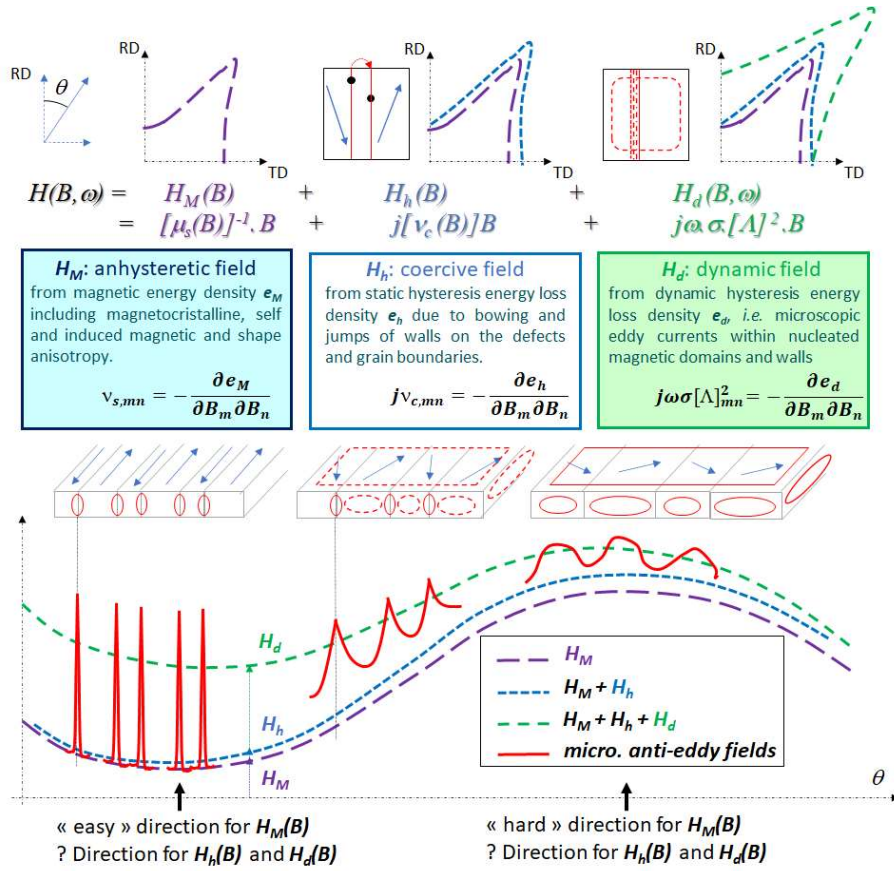 RD
θ
RD
TD
RD
TD
RD
TD
H(B,ω) = H_M(B) + H_h(B) + H_d(B,ω)
= [μ_s(B)]⁻¹. B + j[ν_c(B)]B + jω.σ.[Λ]².B
H_M: anhysteretic field
from magnetic energy density e_M
including magnetocristalline, self
and induced magnetic and shape
anisotropy.
ν_s,mn = − ∂e_M / ∂B_m ∂B_n
H_h: coercive field
from static hysteresis energy loss
density e_h due to bowing and
jumps of walls on the defects
and grain boundaries.
jν_c,mn = − ∂e_h / ∂B_m ∂B_n
H_d: dynamic field
from dynamic hysteresis energy
loss density e_d, i.e. microscopic
eddy currents within nucleated
magnetic domains and walls
jωσ[Λ]²_mn = − ∂e_d / ∂B_m ∂B_n
H_d
H_h
H_M
H_M
H_M + H_h
H_M + H_h + H_d
micro. anti-eddy fields
θ
« easy » direction for H_M(B)
? Direction for H_h(B) and H_d(B)
« hard » direction for H_M(B)
? Direction for H_h(B) and H_d(B)